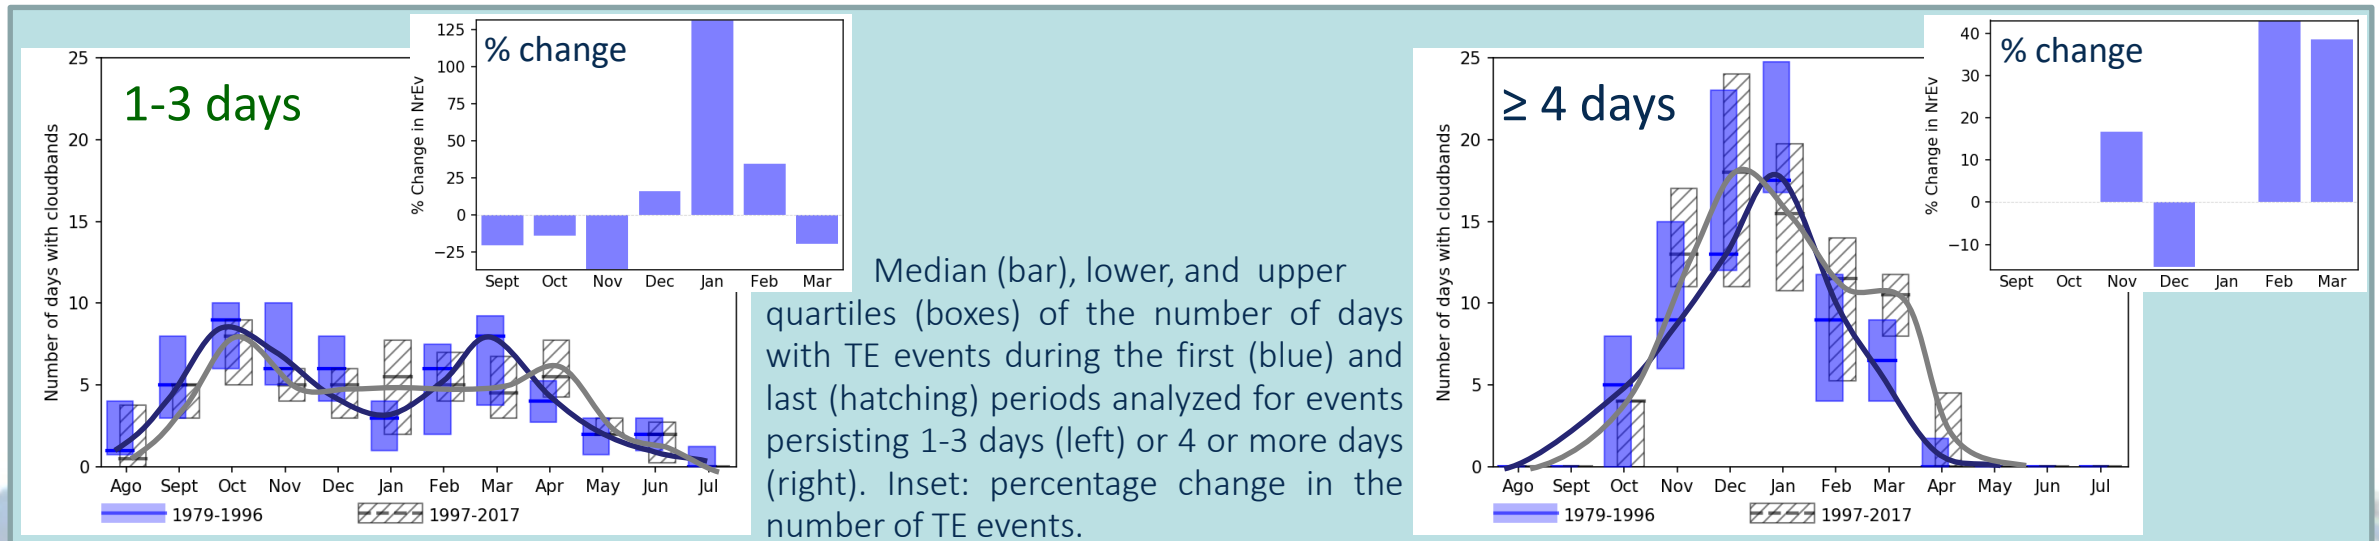 % change
125
100
75
50
25
0
−25
% Change in NrEv
Sept Oct Nov Dec Jan Feb Mar
1-3 days
25
20
15
10
5
0
Number of days with cloudbands
Ago Sept Oct Nov Dec Jan Feb Mar Apr May Jun Jul
1979-1996 1997-2017
Median (bar), lower, and upper
quartiles (boxes) of the number of days
with TE events during the first (blue) and
last (hatching) periods analyzed for events
persisting 1-3 days (left) or 4 or more days
(right). Inset: percentage change in the
number of TE events.
% change
40
30
20
10
0
−10
% Change in NrEv
Sept Oct Nov Dec Jan Feb Mar
≥ 4 days
25
20
15
10
5
0
Number of days with cloudbands
Ago Sept Oct Nov Dec Jan Feb Mar Apr May Jun Jul
1979-1996 1997-2017